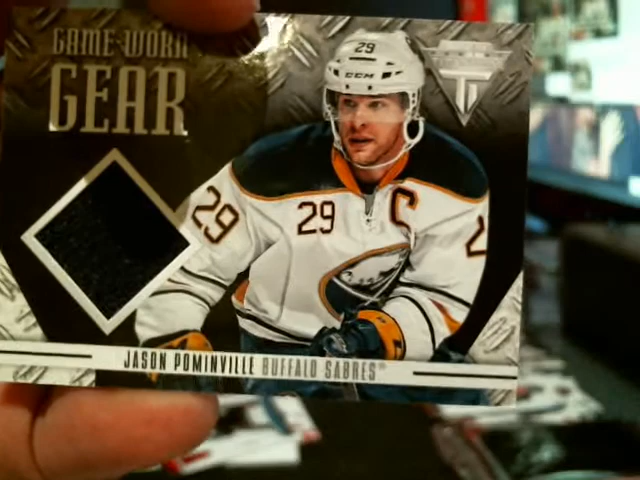 GAME-WORN
GEAR
29
CCM
T
29
29
C
2
JASON POMINVILLE BUFFALO SABRES